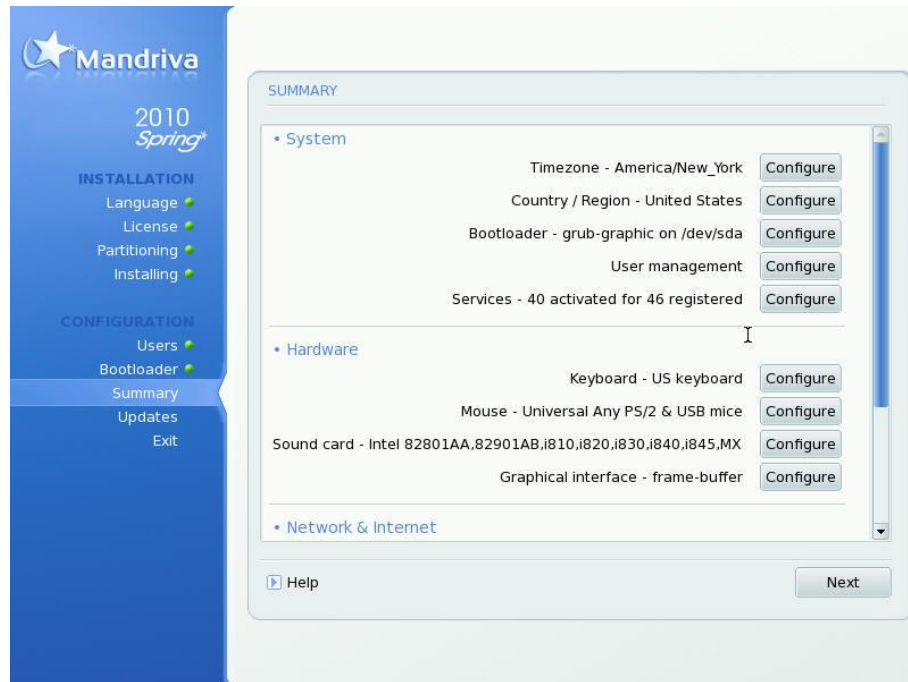 Mandriva
2010
Spring*
INSTALLATION
Language
License
Partitioning
Installing
CONFIGURATION
Users
Bootloader
Summary
Updates
Exit
SUMMARY
• System
Timezone - America/New_York Configure
Country / Region - United States Configure
Bootloader - grub-graphic on /dev/sda Configure
User management Configure
Services - 40 activated for 46 registered Configure
• Hardware
Keyboard - US keyboard Configure
Mouse - Universal Any PS/2 & USB mice Configure
Sound card - Intel 82801AA,82901AB,i810,i820,i830,i840,i845,MX Configure
Graphical interface - frame-buffer Configure
• Network & Internet
Help
Next